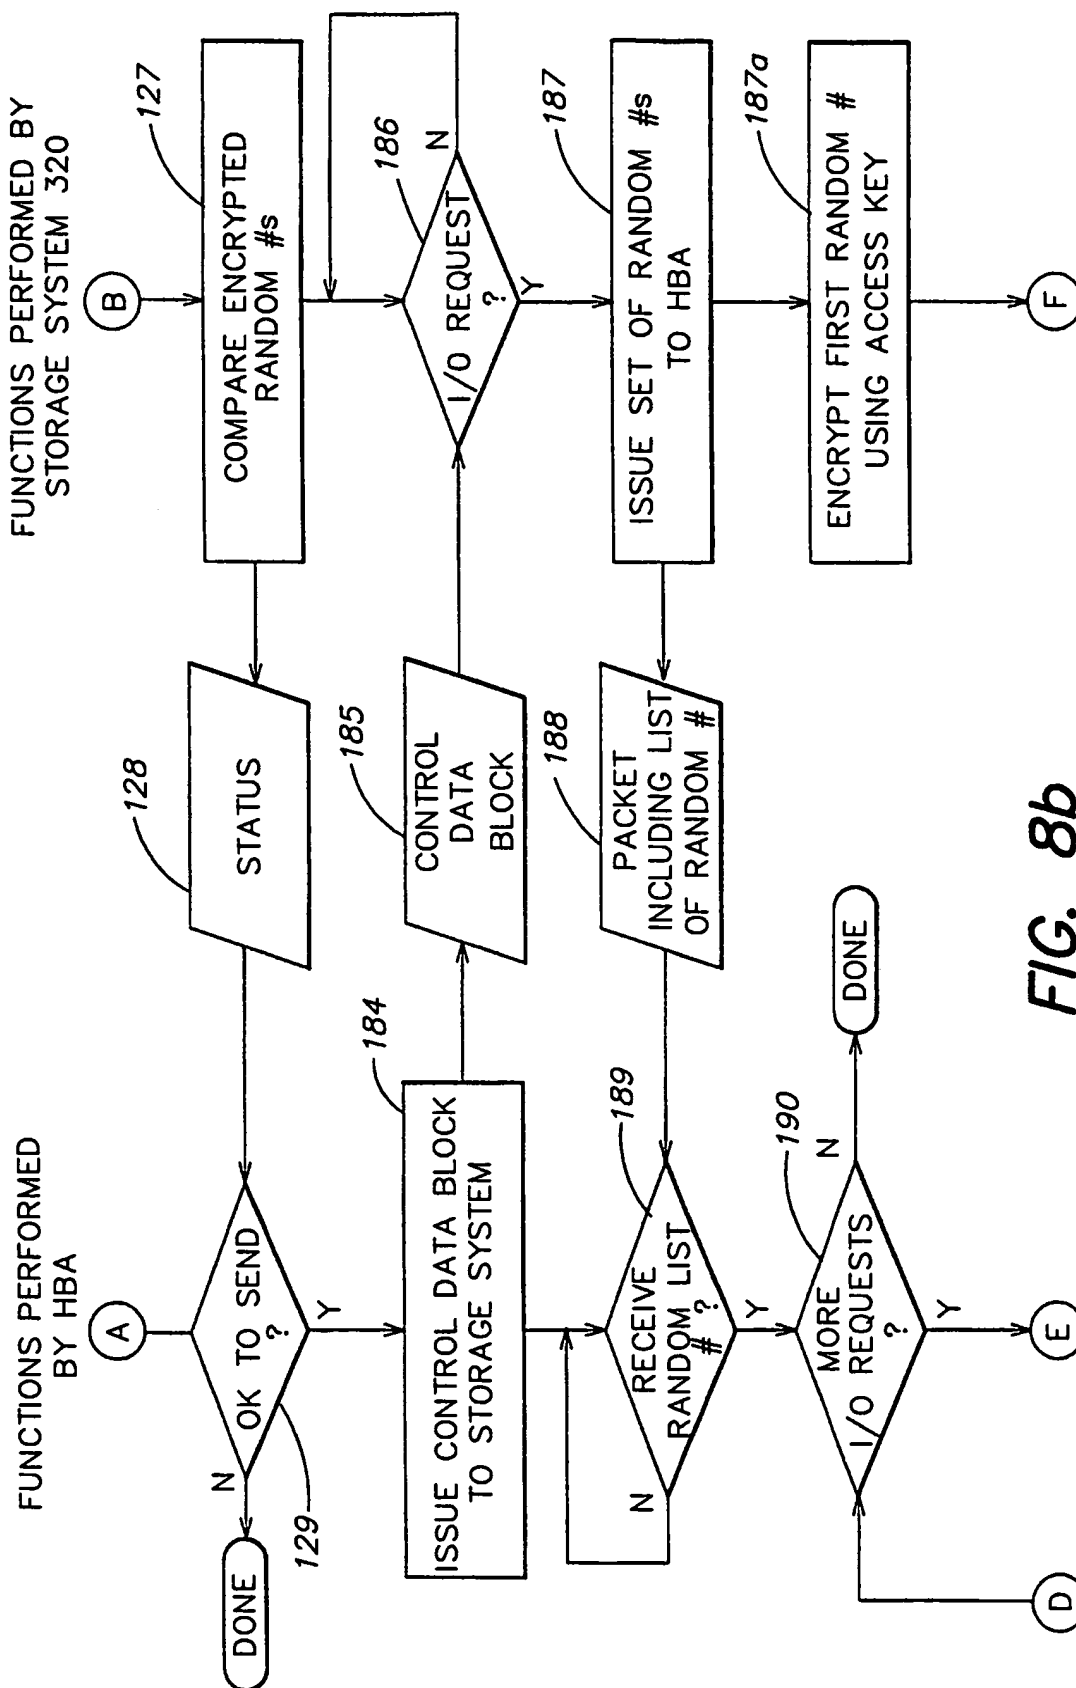 FUNCTIONS PERFORMED
BY HBA
FUNCTIONS PERFORMED BY
STORAGE SYSTEM 320
A
B
127
COMPARE ENCRYPTED
RANDOM #s
128
STATUS
OK TO SEND
?
N
Y
129
DONE
184
ISSUE CONTROL DATA BLOCK
TO STORAGE SYSTEM
185
CONTROL
DATA
BLOCK
186
I/O REQUEST
?
N
Y
187
ISSUE SET OF RANDOM #s
TO HBA
188
PACKET
INCLUDING LIST
OF RANDOM #
189
RECEIVE
RANDOM LIST
# ?
N
Y
187a
ENCRYPT FIRST RANDOM #
USING ACCESS KEY
190
MORE
I/O REQUESTS
?
N
Y
DONE
D
E
F
FIG. 8b